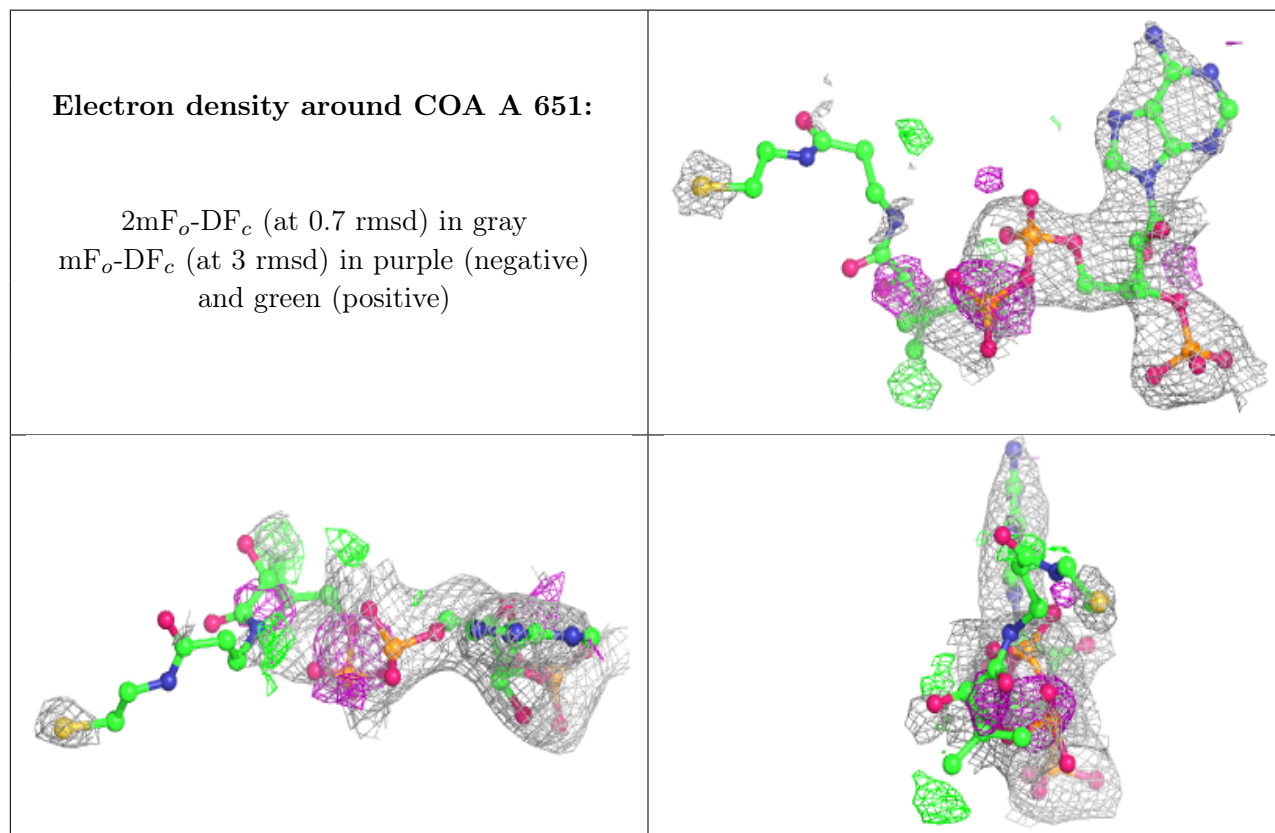 Electron density around COA A 651:
2mFo-DFc (at 0.7 rmsd) in gray
mFo-DFc (at 3 rmsd) in purple (negative)
and green (positive)